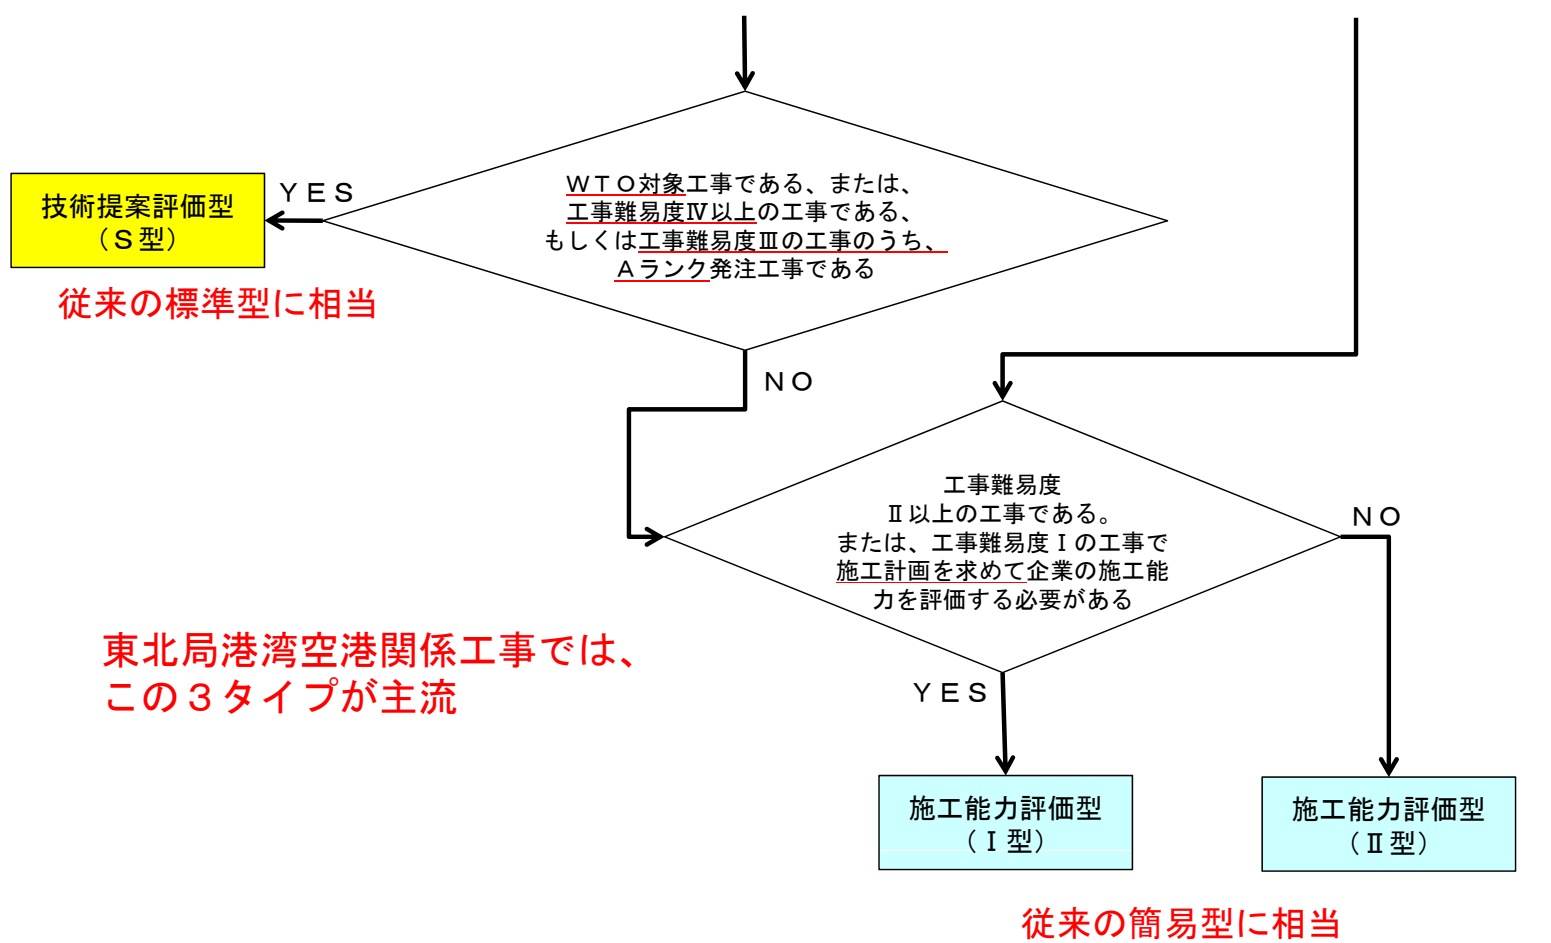 ＷＴＯ対象工事である、または、
工事難易度Ⅳ以上の工事である、
もしくは工事難易度Ⅲの工事のうち、
Ａランク発注工事である
ＹＥＳ
技術提案評価型
（Ｓ型）
従来の標準型に相当
ＮＯ
工事難易度
Ⅱ以上の工事である。
または、工事難易度Ⅰの工事で
施工計画を求めて企業の施工能
力を評価する必要がある
ＮＯ
ＹＥＳ
東北局港湾空港関係工事では、
この３タイプが主流
施工能力評価型
（Ⅰ型）
施工能力評価型
（Ⅱ型）
従来の簡易型に相当